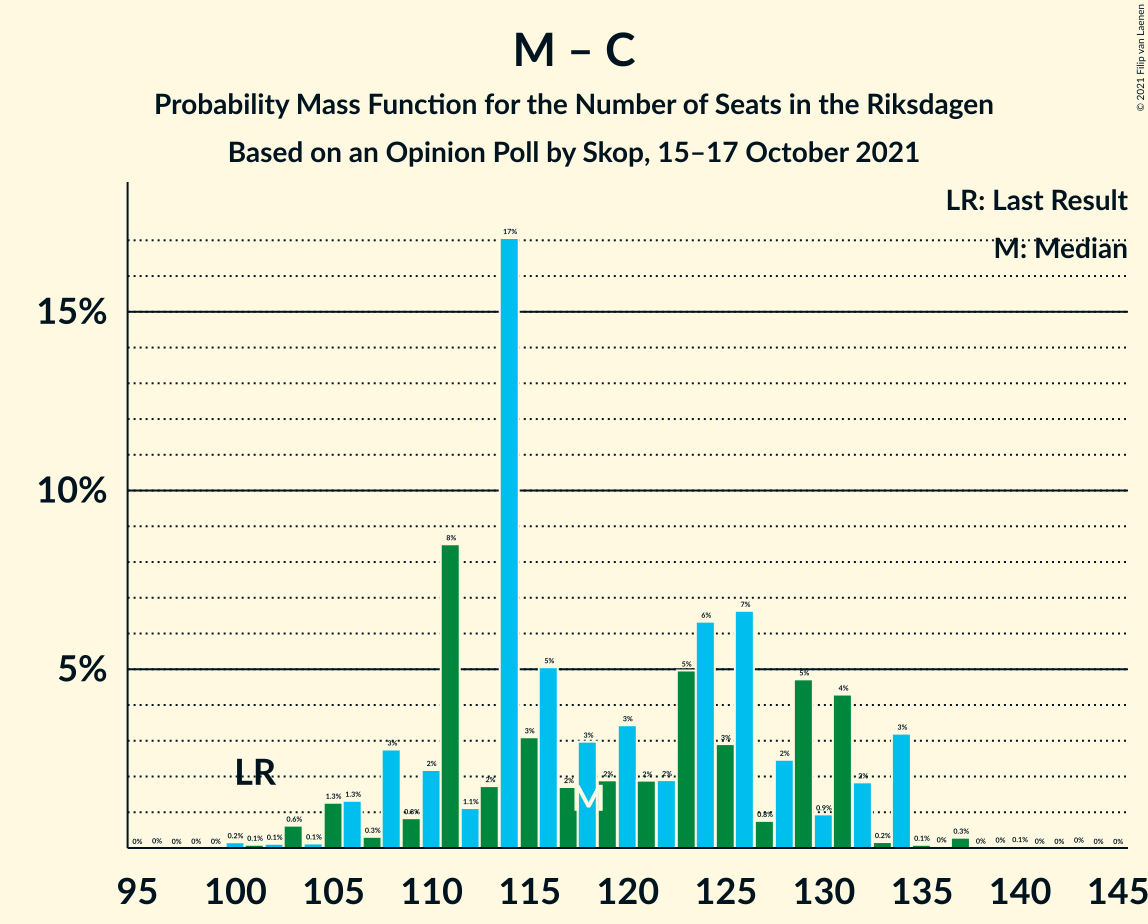 M – C
Probability Mass Function for the Number of Seats in the Riksdagen
Based on an Opinion Poll by Skop, 15–17 October 2021
© 2021 Filip van Laenen
LR: Last Result
M: Median
15%
10%
5%
0% 0% 0% 0% 0% 0.2% 0.1% 0.1% 0.6% 0.1% 1.3% 1.3% 0.3% 3% 0.8% 2% 8% 1.1% 2% 17% 3% 5% 2% 3% 2% 3% 2% 2% 5% 6% 3% 7% 0.8% 2% 5% 0.9% 4% 2% 0.2% 3% 0.1% 0% 0.3% 0% 0% 0.1% 0% 0% 0% 0% 0%
LR
M
95 100 105 110 115 120 125 130 135 140 145